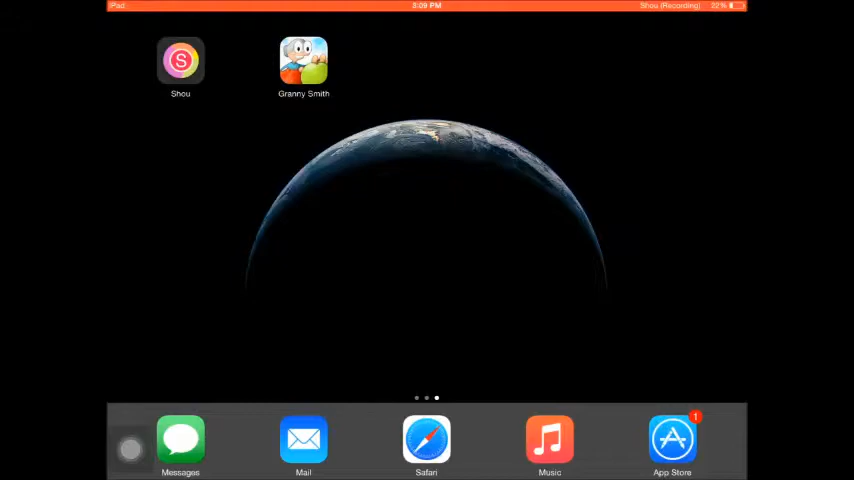 iPad
3:09 PM
Shou (Recording)
22%
S
Shou
Granny Smith
1
Messages
Mail
Safari
Music
App Store